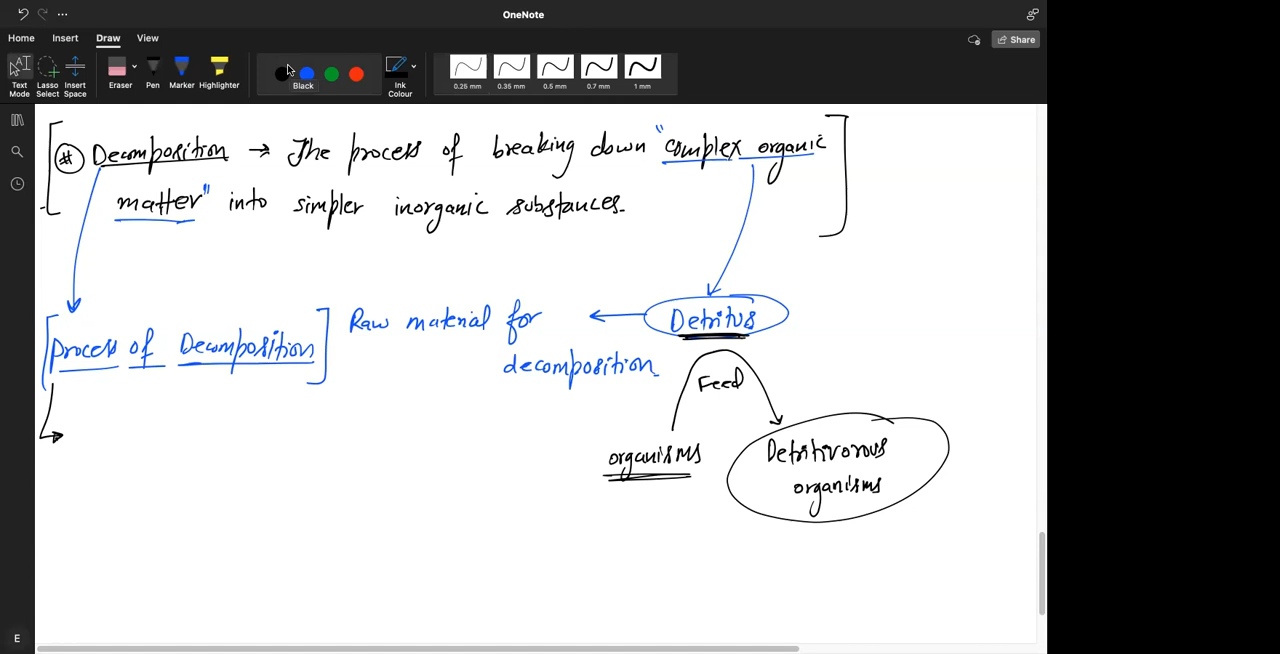 OneNote
Home Insert Draw View
Share
Text Mode
Lasso Select
Insert Space
Eraser
Pen
Marker
Highlighter
Black
Ink Colour
0.25 mm
0.35 mm
0.5 mm
0.7 mm
1 mm
# Decomposition → The process of breaking down "complex organic
matter" into simpler inorganic substances.
Detritus
Raw material for
decomposition
Process of Decomposition
Feed
organisms
Detritivorous
organisms
E